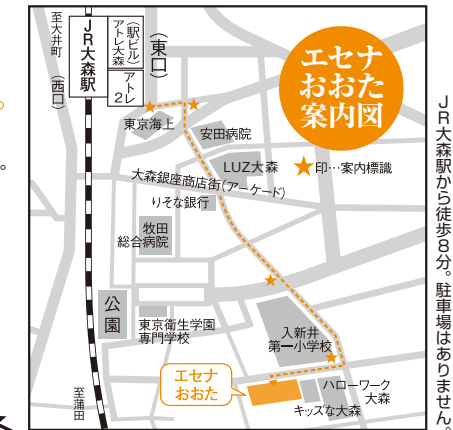 エセナ
おおた
案内図
★印…案内標識
至大井町
(西口)
JR大森駅
(駅ビル)
アトレ大森
アトレ
2
(東口)
東京海上
安田病院
LUZ大森
大森銀座商店街(アーケード)
りそな銀行
牧田
総合病院
公園
東京衛生学園
専門学校
入新井
第一小学校
エセナ
おおた
ハローワーク
大森
キッズな大森
至蒲田
JR大森駅から徒歩8分。駐車場はありません。